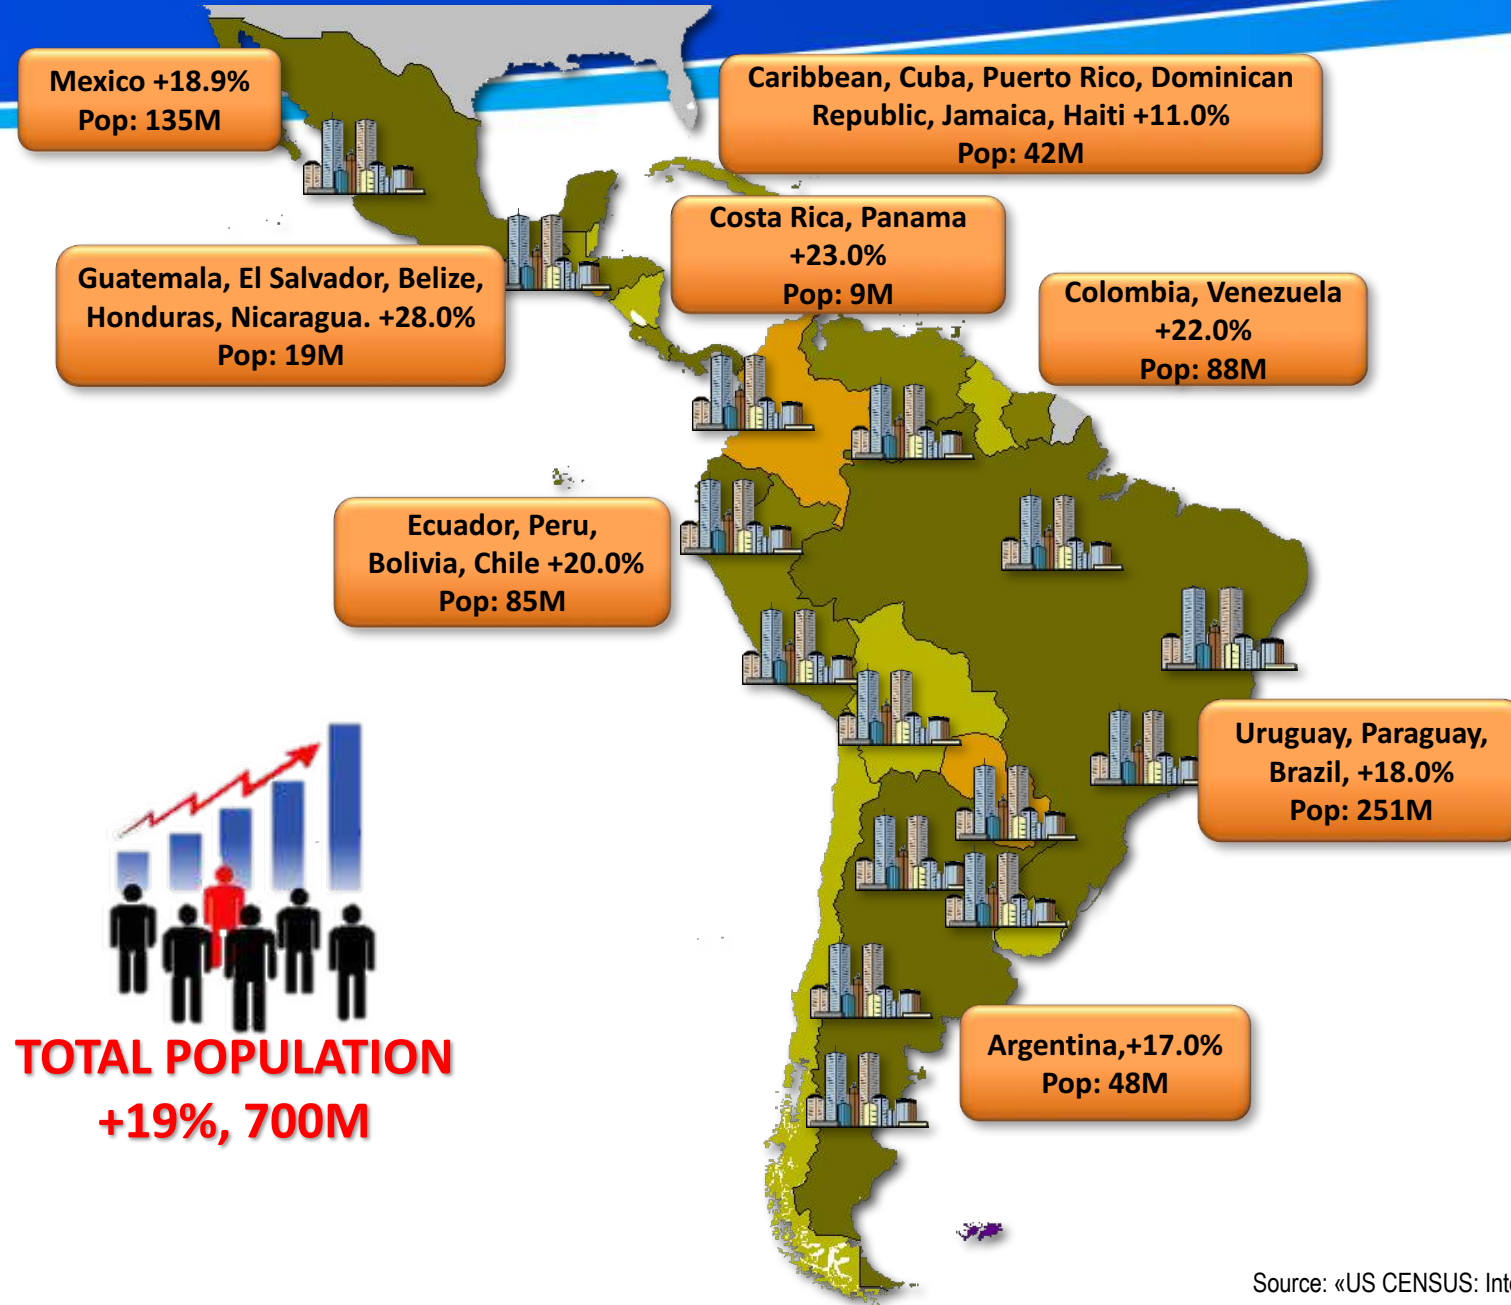 Mexico +18.9%
Pop: 135M
Caribbean, Cuba, Puerto Rico, Dominican
Republic, Jamaica, Haiti +11.0%
Pop: 42M
Costa Rica, Panama
+23.0%
Pop: 9M
Guatemala, El Salvador, Belize,
Honduras, Nicaragua. +28.0%
Pop: 19M
Colombia, Venezuela
+22.0%
Pop: 88M
Ecuador, Peru,
Bolivia, Chile +20.0%
Pop: 85M
Uruguay, Paraguay,
Brazil, +18.0%
Pop: 251M
Argentina,+17.0%
Pop: 48M
TOTAL POPULATION
+19%, 700M
Source: «US CENSUS: